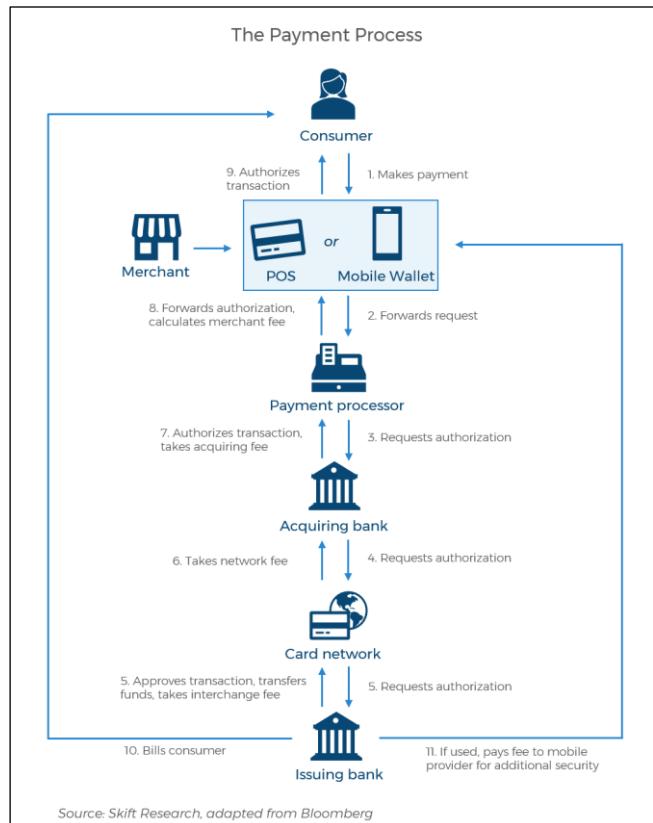 The Payment Process
Consumer
9. Authorizes
transaction
1. Makes payment
Merchant
POS
or
Mobile Wallet
8. Forwards authorization,
calculates merchant fee
2. Forwards request
Payment processor
7. Authorizes transaction,
takes acquiring fee
3. Requests authorization
Acquiring bank
6. Takes network fee
4. Requests authorization
Card network
5. Approves transaction, transfers
funds, takes interchange fee
5. Requests authorization
10. Bills consumer
Issuing bank
11. If used, pays fee to mobile
provider for additional security
Source: Skift Research, adapted from Bloomberg